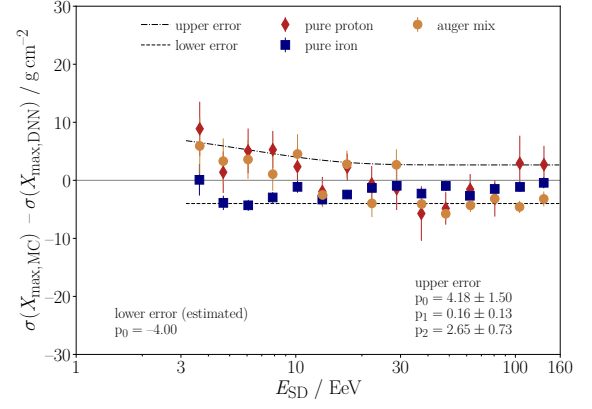 upper error
lower error
pure proton
pure iron
auger mix
σ(X_max,MC) − σ(X_max,DNN) / g cm⁻²
30
20
10
0
−10
−20
−30
lower error (estimated)
p₀ = –4.00
upper error
p₀ = 4.18 ± 1.50
p₁ = 0.16 ± 0.13
p₂ = 2.65 ± 0.73
1 3 10 30 100 160
E_SD / EeV